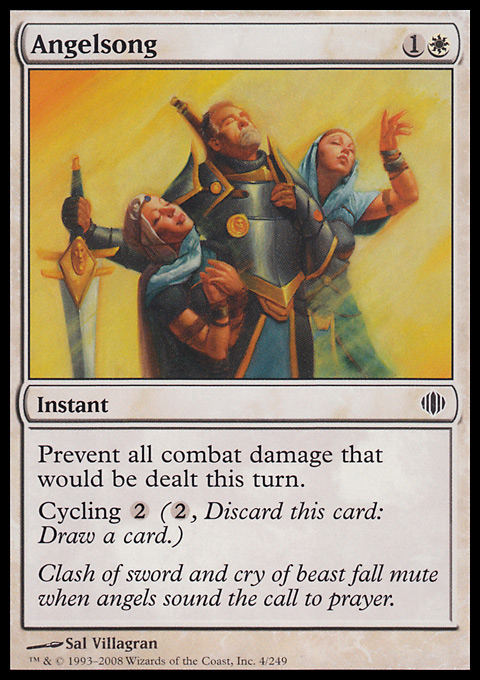 Angelsong 1
Instant
Prevent all combat damage that
would be dealt this turn.
Cycling 2 (2, Discard this card:
Draw a card.)
Clash of sword and cry of beast fall mute
when angels sound the call to prayer.
Sal Villagran
™ & © 1993–2008 Wizards of the Coast, Inc. 4/249